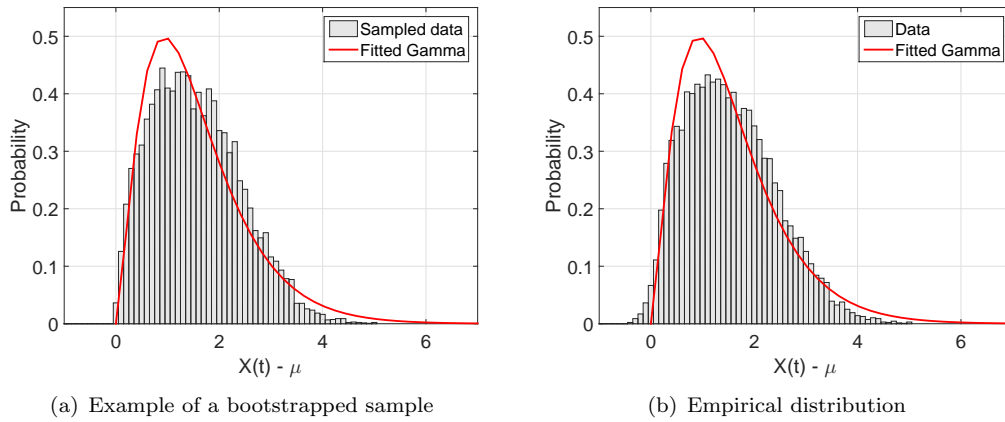 0.5
0.4
0.3
0.2
0.1
0
Probability
0 2 4 6
X(t) - μ
Sampled data
Fitted Gamma
(a) Example of a bootstrapped sample
0.5
0.4
0.3
0.2
0.1
0
Probability
0 2 4 6
X(t) - μ
Data
Fitted Gamma
(b) Empirical distribution